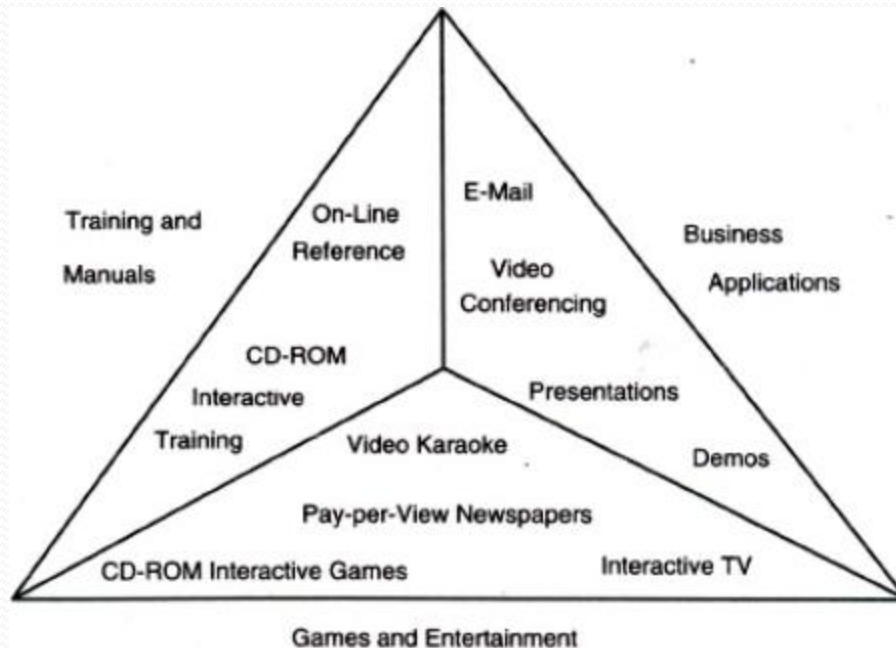 E-Mail
On-Line
Reference
Training and
Manuals
Business
Applications
Video
Conferencing
CD-ROM
Interactive
Training
Presentations
Demos
Video Karaoke
Pay-per-View Newspapers
CD-ROM Interactive Games
Interactive TV
Games and Entertainment